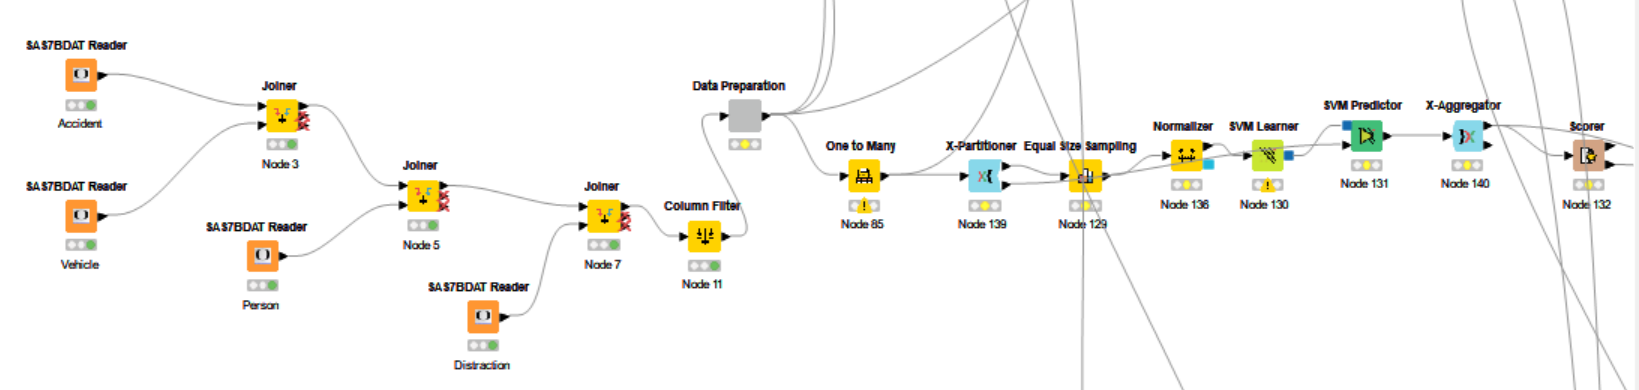 SAS7BDAT Reader
Accident
SAS7BDAT Reader
Vehicle
Joiner
Node 3
SAS7BDAT Reader
Person
Joiner
Node 5
SAS7BDAT Reader
Distraction
Joiner
Node 7
Column Filter
Node 11
Data Preparation
One to Many
Node 85
X-Partitioner
Node 139
Equal Size Sampling
Node 129
Normalizer
Node 136
SVM Learner
Node 130
SVM Predictor
Node 131
X-Aggregator
Node 140
Scorer
Node 132